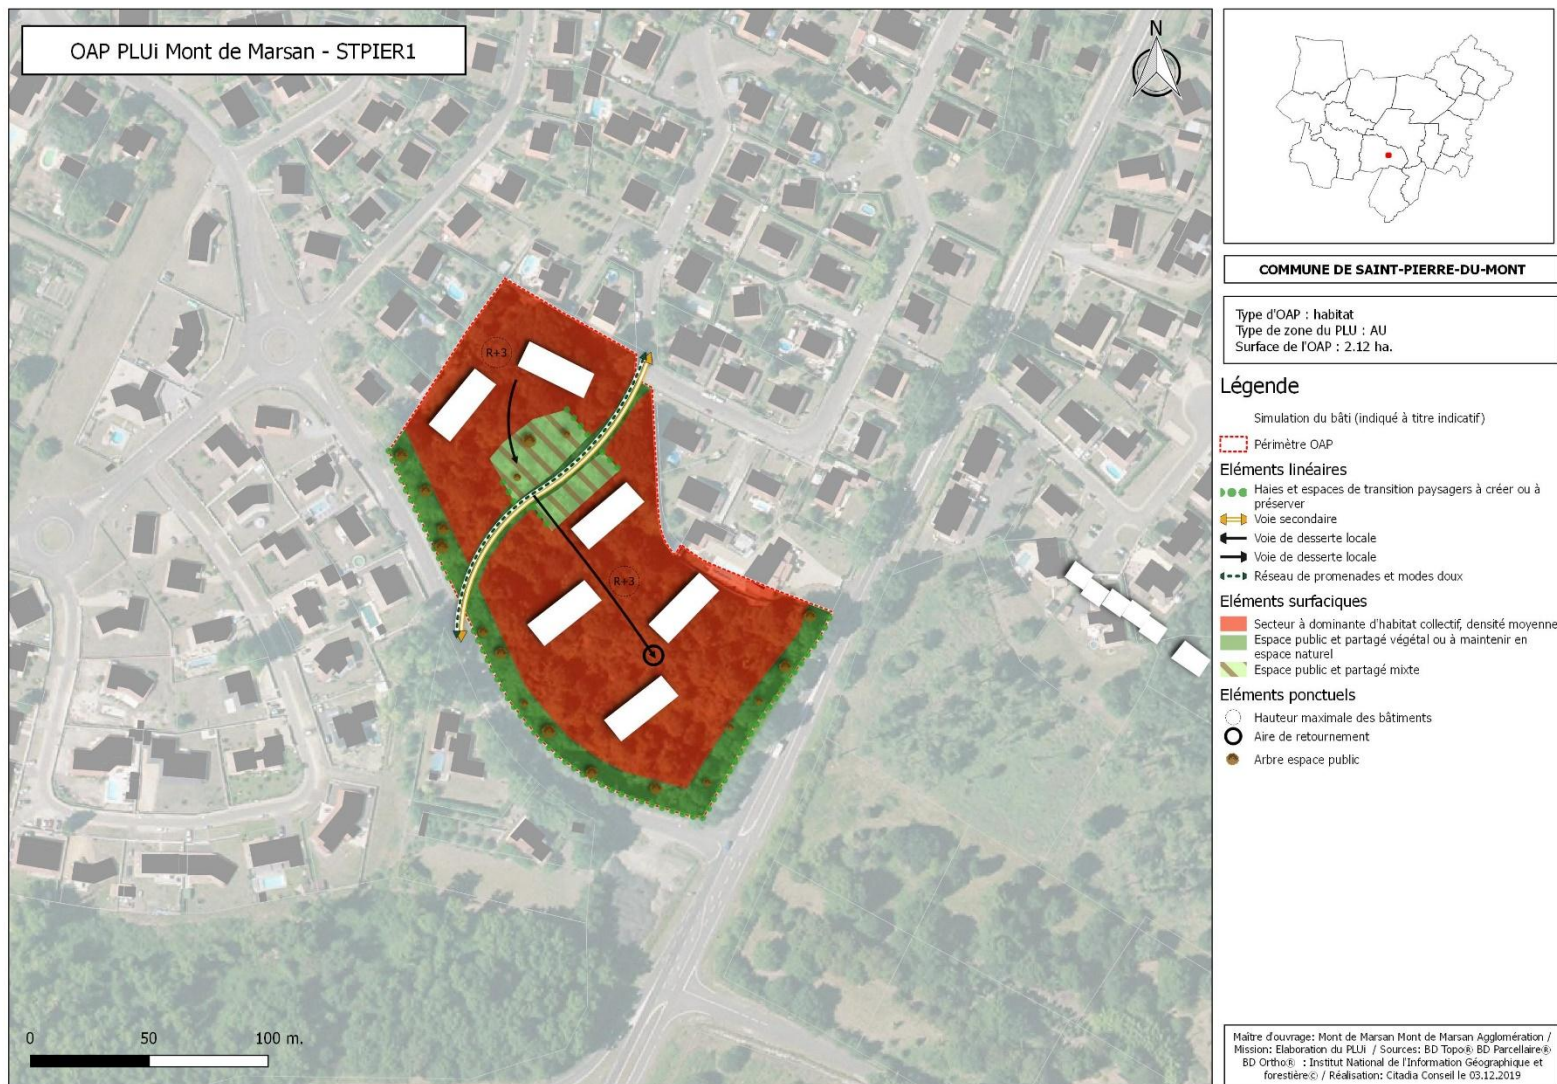 OAP PLUi Mont de Marsan - STPIER1
N
R+3
R+3
0 50 100 m.
COMMUNE DE SAINT-PIERRE-DU-MONT
Type d'OAP : habitat
Type de zone du PLU : AU
Surface de l'OAP : 2.12 ha.
Légende
Simulation du bâti (indiqué à titre indicatif)
Périmètre OAP
Eléments linéaires
Haies et espaces de transition paysagers à créer ou à
préserver
Voie secondaire
Voie de desserte locale
Voie de desserte locale
Réseau de promenades et modes doux
Eléments surfaciques
Secteur à dominante d'habitat collectif, densité moyenne
Espace public et partagé végétal ou à maintenir en
espace naturel
Espace public et partagé mixte
Eléments ponctuels
Hauteur maximale des bâtiments
Aire de retournement
Arbre espace public
Maître d'ouvrage: Mont de Marsan Mont de Marsan Agglomération /
Mission: Elaboration du PLUi / Sources: BD Topo® BD Parcellaire®
BD Ortho® : Institut National de l'Information Géographique et
forestière© / Réalisation: Citadia Conseil le 03.12.2019